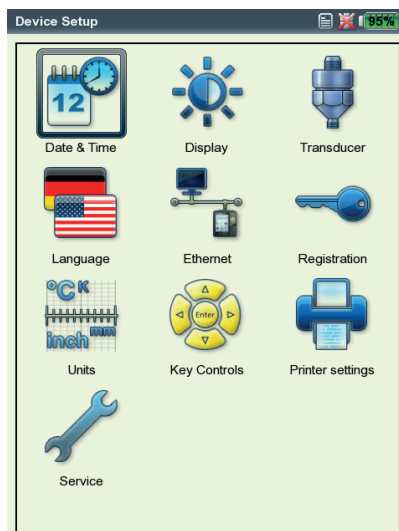 Device Setup 95%
12
Date & Time Display Transducer
Language Ethernet Registration
°C K
mm
inch
Enter
Units Key Controls Printer settings
Service